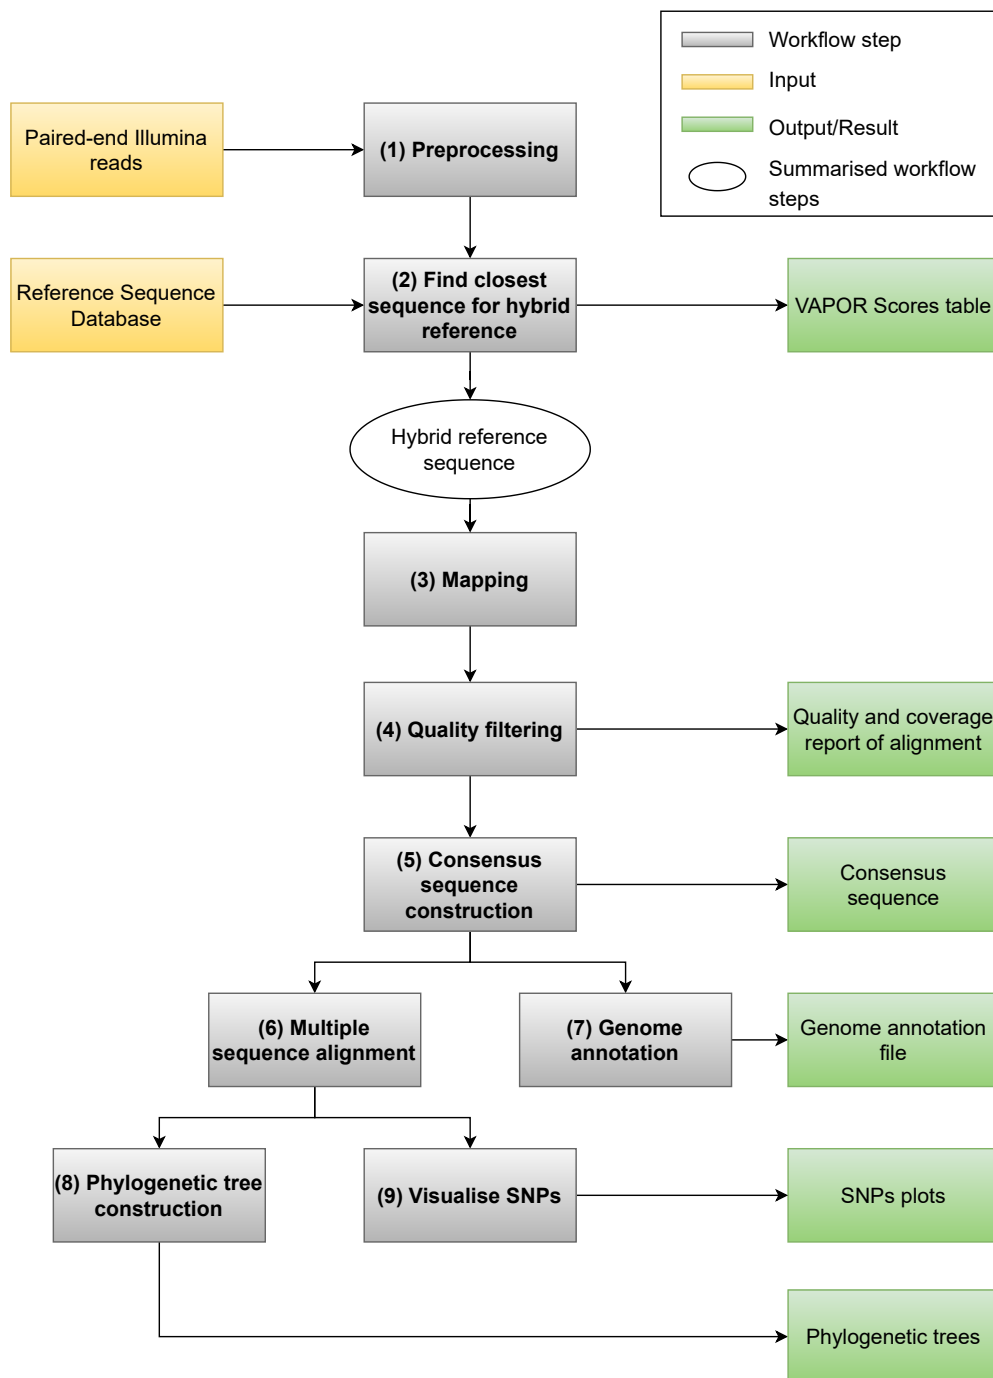 Workflow step
Input
Output/Result
Summarised workflow
steps
Paired-end Illumina
reads
(1) Preprocessing
Reference Sequence
Database
(2) Find closest
sequence for hybrid
reference
VAPOR Scores table
Hybrid reference
sequence
(3) Mapping
(4) Quality filtering
Quality and coverage
report of alignment
(5) Consensus
sequence
construction
Consensus
sequence
(6) Multiple
sequence alignment
(7) Genome
annotation
Genome annotation
file
(8) Phylogenetic tree
construction
(9) Visualise SNPs
SNPs plots
Phylogenetic trees